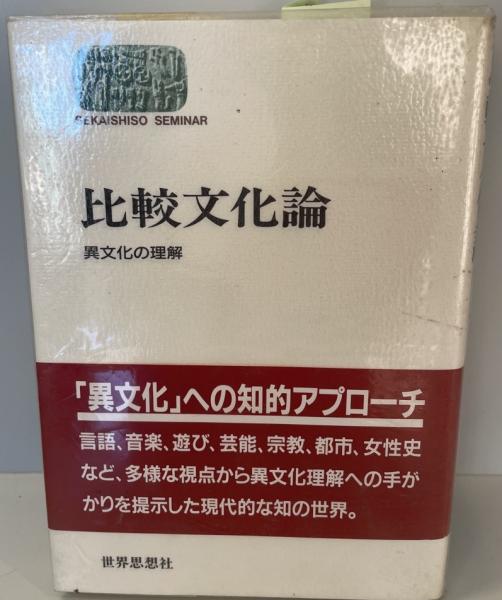 SEKAISHISO SEMINAR
比較文化論
異文化の理解
「異文化」への知的アプローチ
言語、音楽、遊び、芸能、宗教、都市、女性史
など、多様な視点から異文化理解への手が
かりを提示した現代的な知の世界。
世界思想社